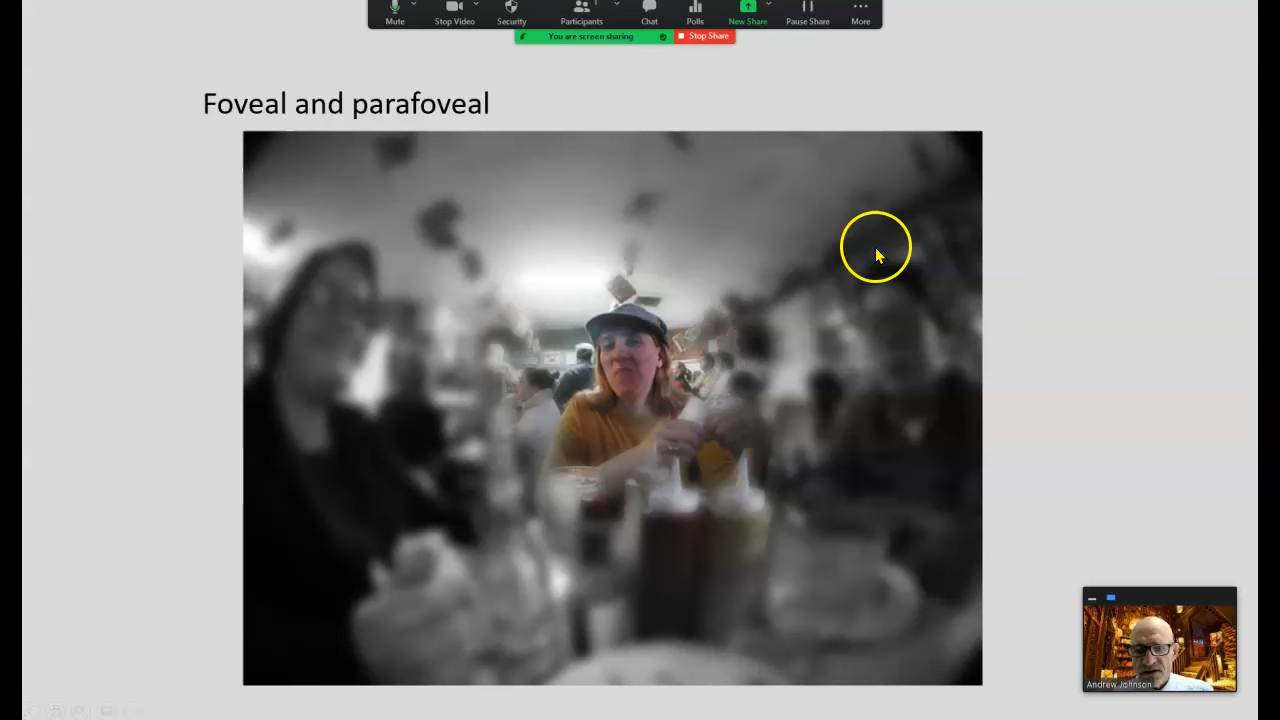 Mute Stop Video Security Participants 1 Chat Polls New Share Pause Share More
You are screen sharing Stop Share
Foveal and parafoveal
Andrew Johnson